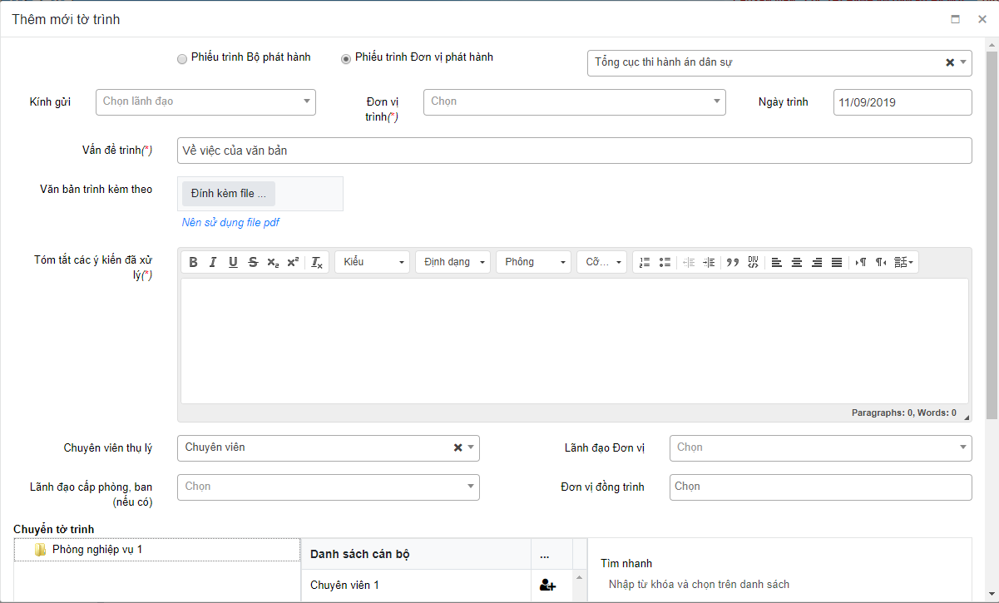 Thêm mới tờ trình
Phiếu trình Bộ phát hành
Phiếu trình Đơn vị phát hành
Tổng cục thi hành án dân sự
Kính gửi
Chọn lãnh đạo
Đơn vị
trình(*)
Chọn
Ngày trình
11/09/2019
Vấn đề trình(*)
Về việc của văn bản
Văn bản trình kèm theo
Đính kèm file ...
Nên sử dụng file pdf
Tóm tắt các ý kiến đã xử
lý(*)
Kiểu
Định dạng
Phông
Cỡ...
Paragraphs: 0, Words: 0
Chuyên viên thụ lý
Chuyên viên
Lãnh đạo Đơn vị
Chọn
Lãnh đạo cấp phòng, ban
(nếu có)
Chọn
Đơn vị đồng trình
Chọn
Chuyển tờ trình
Phòng nghiệp vụ 1
Danh sách cán bộ
...
Chuyên viên 1
Tìm nhanh
Nhập từ khóa và chọn trên danh sách